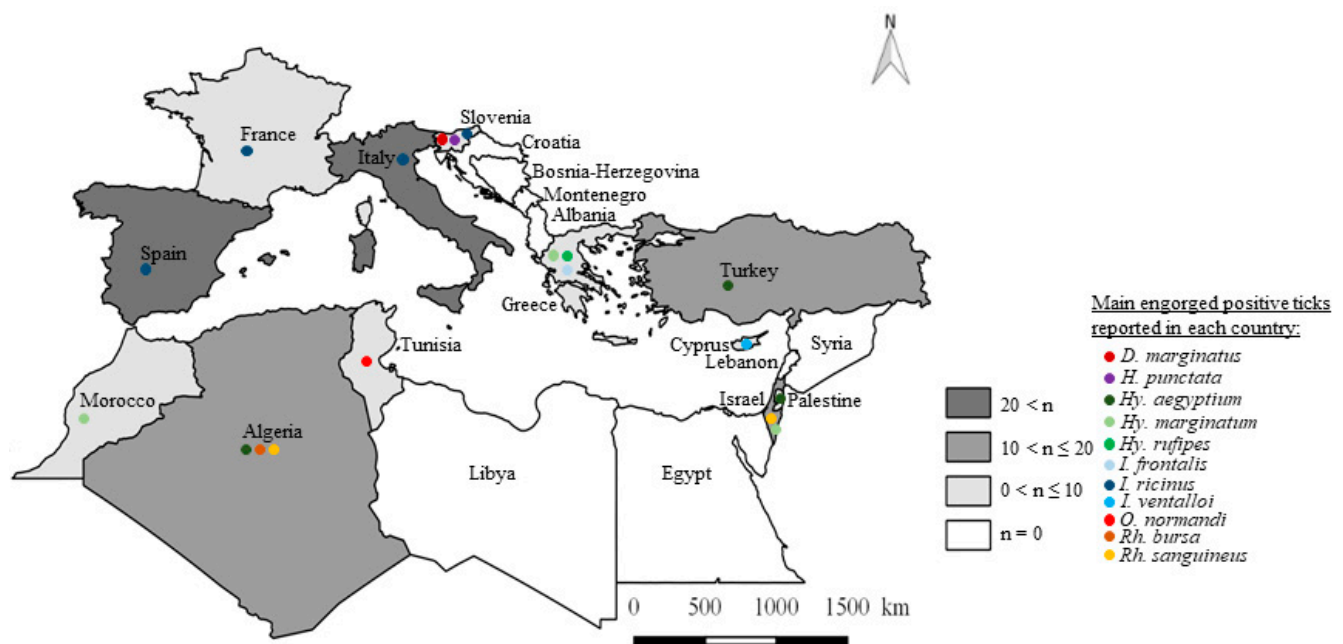 N
Slovenia
France
Croatia
Italy
Bosnia-Herzegovina
Montenegro
Albania
Spain
Turkey
Greece
Main engorged positive ticks
reported in each country:
Tunisia
Cyprus
Syria
Lebanon
D. marginatus
H. punctata
Hy. aegyptium
Hy. marginatum
Hy. rufipes
I. frontalis
I. ricinus
I. ventalloi
O. normandi
Rh. bursa
Rh. sanguineus
Morocco
Israel
Palestine
20 < n
10 < n ≤ 20
0 < n ≤ 10
n = 0
Algeria
Libya
Egypt
0 500 1000 1500 km